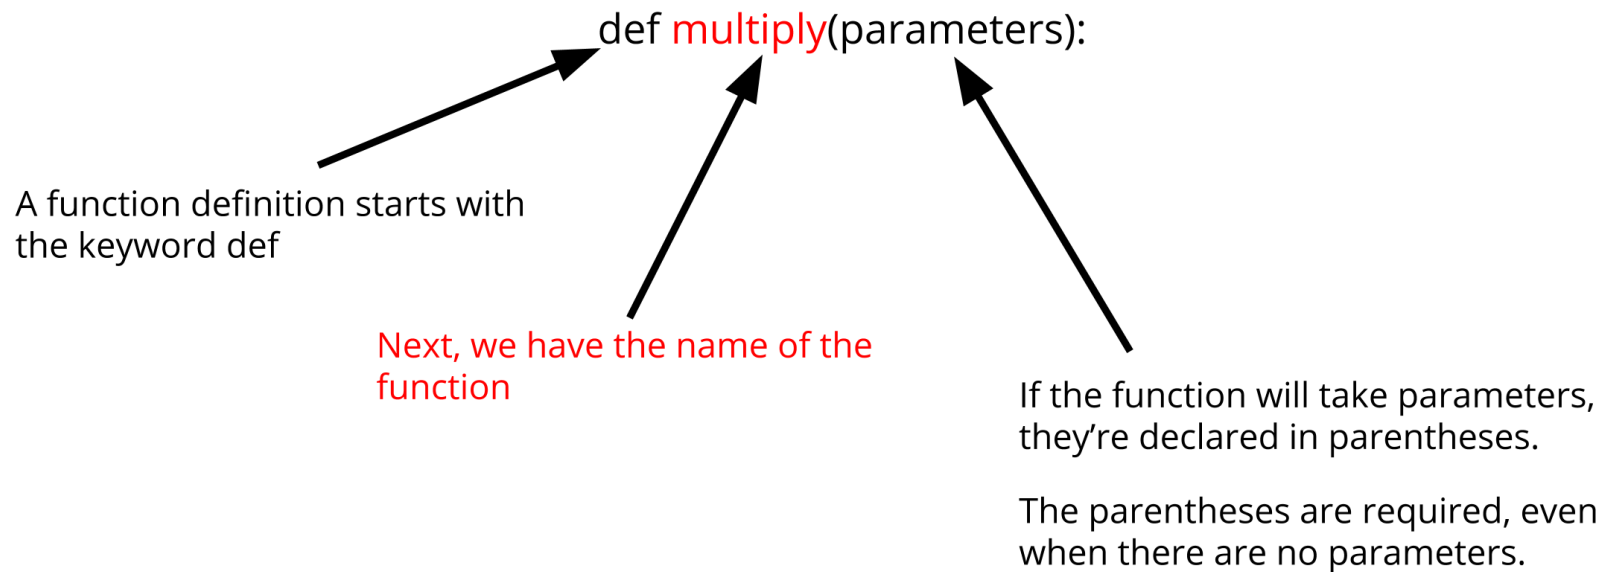 def multiply(parameters):
A function definition starts with
the keyword def
Next, we have the name of the
function
If the function will take parameters,
they’re declared in parentheses.
The parentheses are required, even
when there are no parameters.